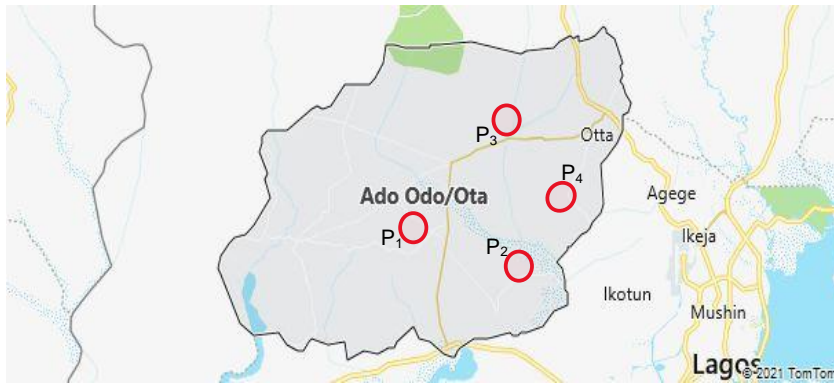 P3
Otta
P4
Ado Odo/Ota
Agege
P1
P2
Ikeja
Ikotun
Mushin
Lagos
© 2021 TomTom